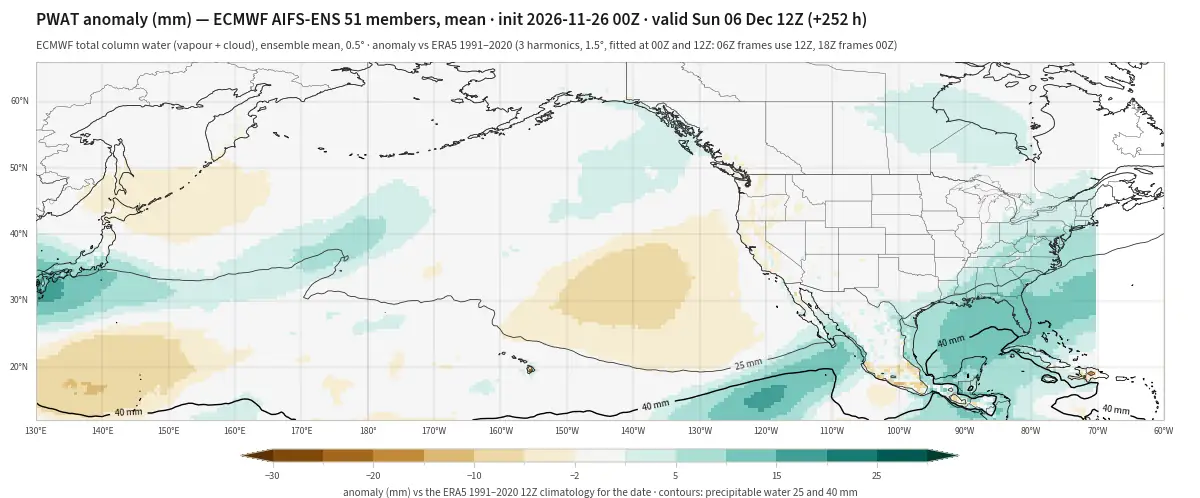 PWAT anomaly (mm) — ECMWF AIFS-ENS 51 members, mean · init 2026-11-26 00Z · valid Sun 06 Dec 12Z (+252 h)
ECMWF total column water (vapour + cloud), ensemble mean, 0.5° · anomaly vs ERA5 1991–2020 (3 harmonics, 1.5°, fitted at 00Z and 12Z: 06Z frames use 12Z, 18Z frames 00Z)
60°N
50°N
40°N
30°N
20°N
40 mm
25 mm
40 mm
40 mm
40 mm
130°E 140°E 150°E 160°E 170°E 180° 170°W 160°W 150°W 140°W 130°W 120°W 110°W 100°W 90°W 80°W 70°W 60°W
−30 −20 −10 −2 5 15 25
anomaly (mm) vs the ERA5 1991–2020 12Z climatology for the date · contours: precipitable water 25 and 40 mm